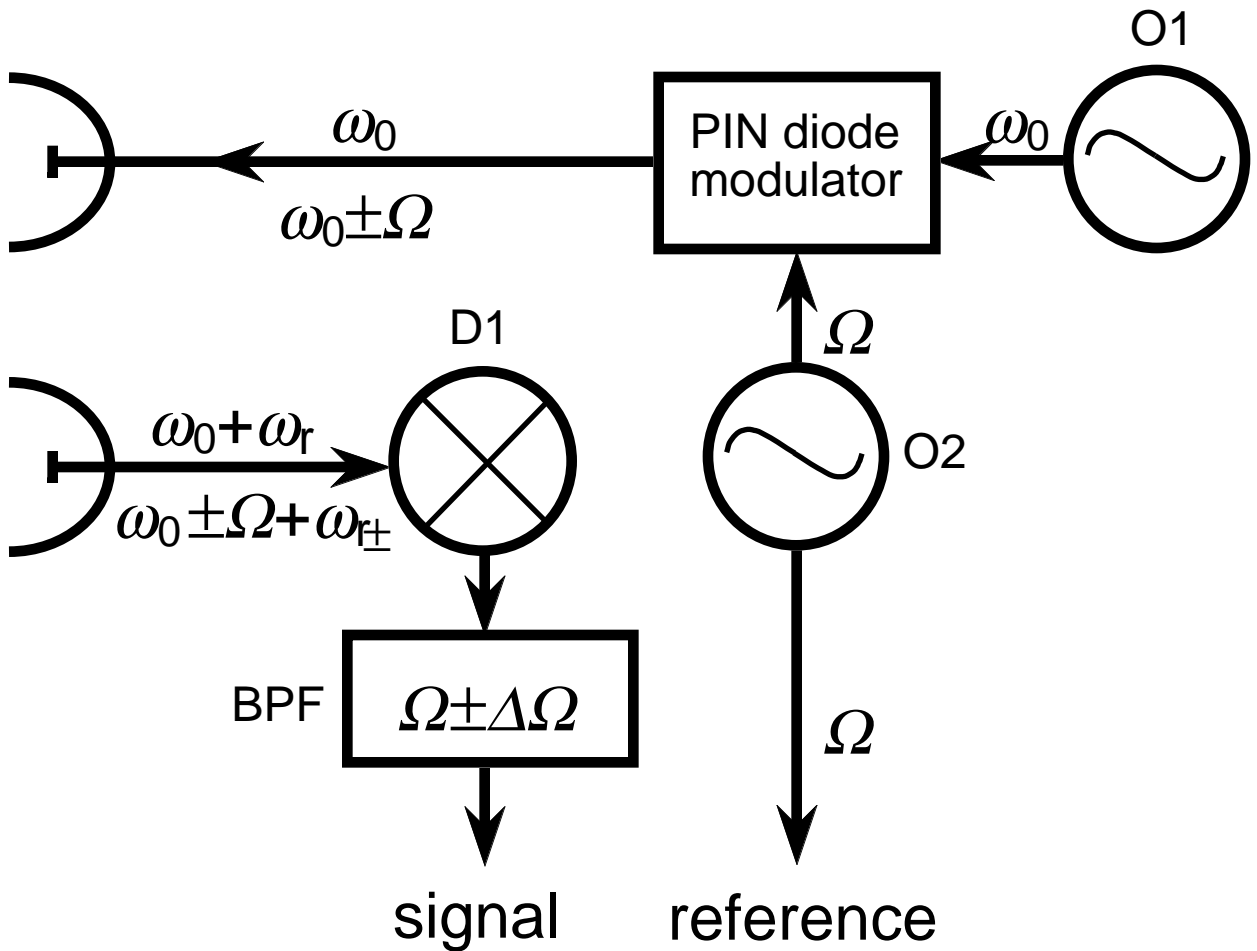 O1
ω0
PIN diode
modulator
ω0
ω0±Ω
D1
Ω
ω0+ωr
O2
ω0±Ω+ωr±
BPF
Ω±ΔΩ
Ω
signal
reference